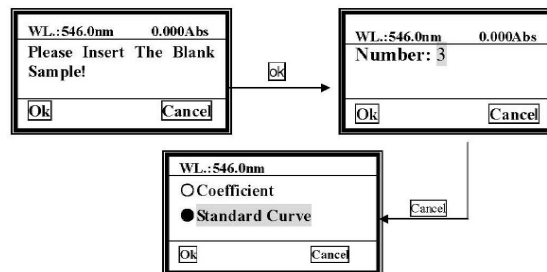 WL.:546.0nm 0.000Abs
Please Insert The Blank
Sample!
Ok Cancel
ok
WL.:546.0nm 0.000Abs
Number: 3
Ok Cancel
Cancel
WL.:546.0nm
Coefficient
Standard Curve
Ok Cancel